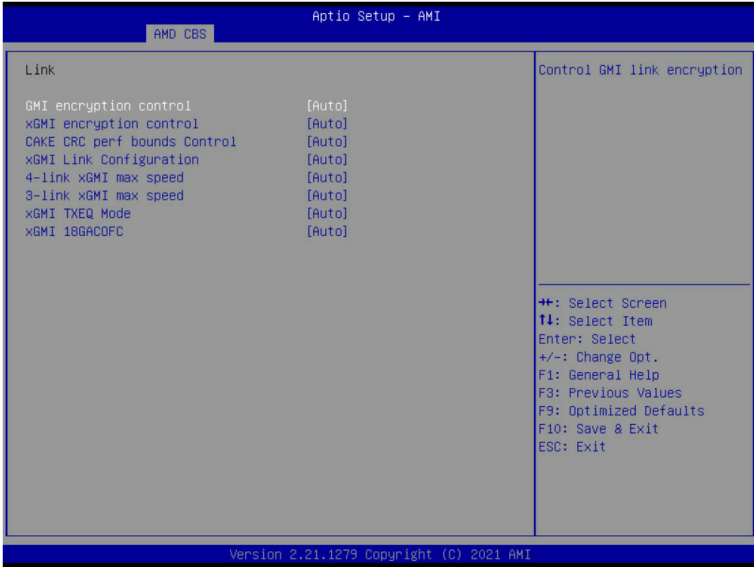 Aptio Setup – AMI
AMD CBS
Link
GMI encryption control [Auto]
xGMI encryption control [Auto]
CAKE CRC perf bounds Control [Auto]
xGMI Link Configuration [Auto]
4-link xGMI max speed [Auto]
3-link xGMI max speed [Auto]
xGMI TXEQ Mode [Auto]
xGMI 18GACOFC [Auto]
Control GMI link encryption
→←: Select Screen
↑↓: Select Item
Enter: Select
+/-: Change Opt.
F1: General Help
F3: Previous Values
F9: Optimized Defaults
F10: Save & Exit
ESC: Exit
Version 2.21.1279 Copyright (C) 2021 AMI